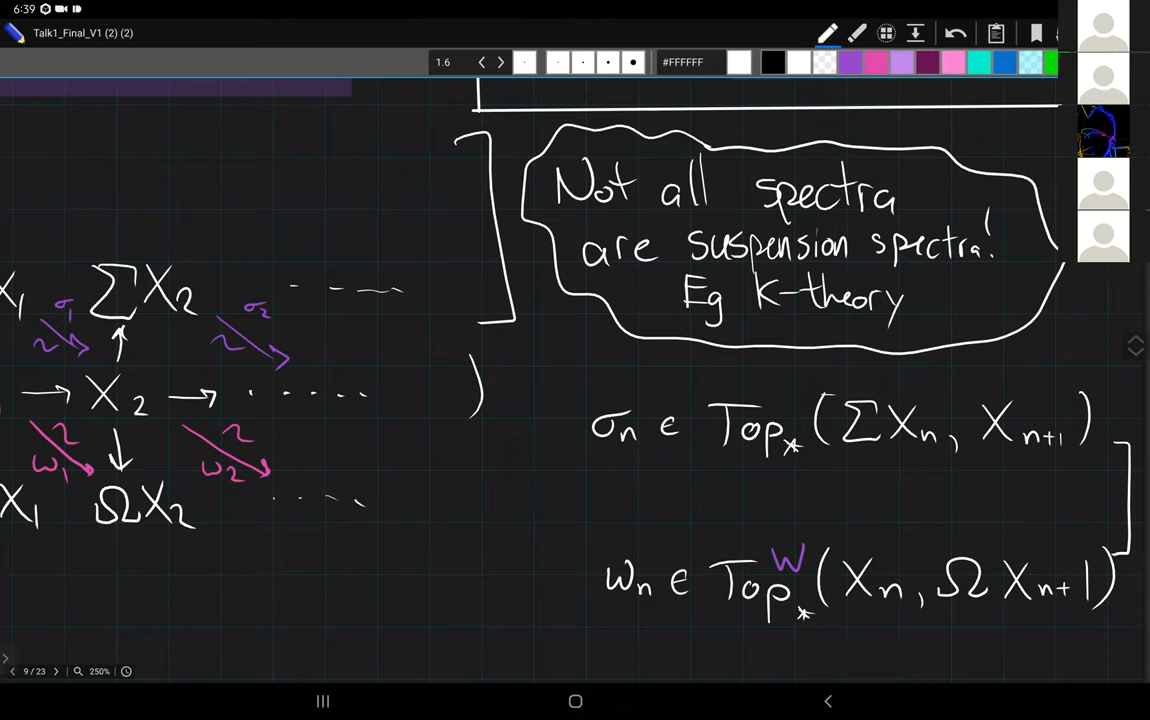 6:39
Talk1_Final_V1 (2) (2)
1.6
#FFFFFF
Not all spectra
are suspension spectra!
Eg K-theory
X₁ ΣX₂ ......
σ₁ σ₂
~ ~
→ X₂ → ......
~ ~
ω₁ ω₂
X₁ ΩX₂ ....
)
σₙ ∈ Top⁎(ΣXₙ, Xₙ₊₁)
W
ωₙ ∈ Top⁎(Xₙ, ΩXₙ₊₁)
9 / 23
250%